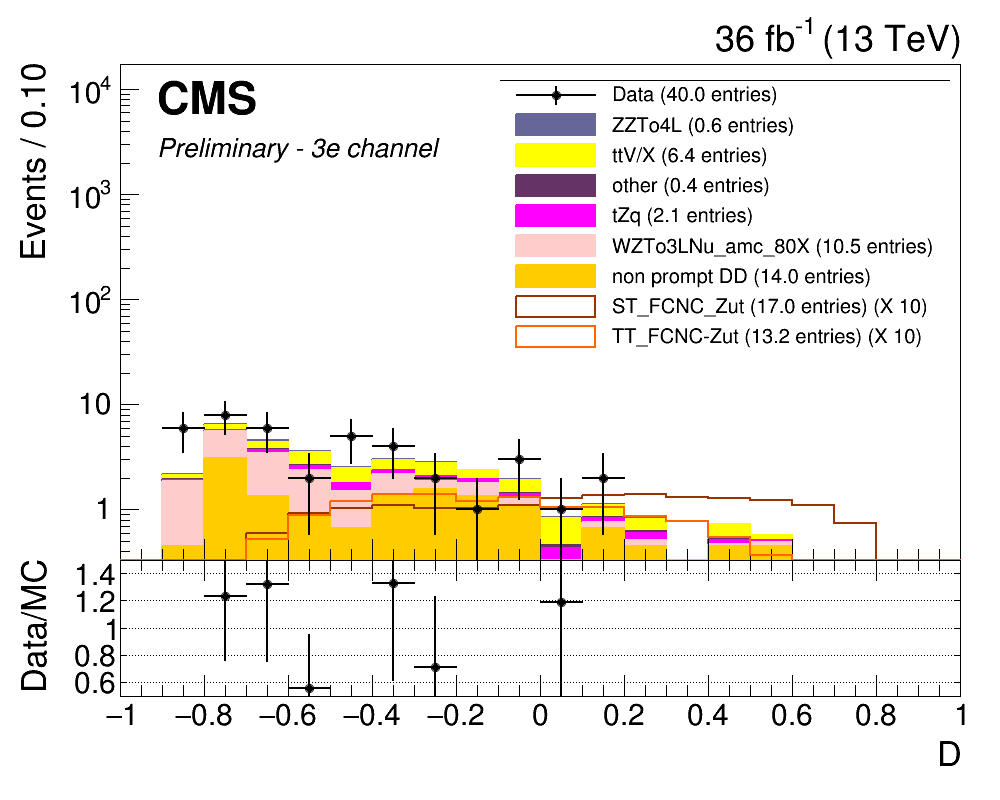 36 fb-1 (13 TeV)
CMS
Preliminary - 3e channel
Data (40.0 entries)
ZZTo4L (0.6 entries)
ttV/X (6.4 entries)
other (0.4 entries)
tZq (2.1 entries)
WZTo3LNu_amc_80X (10.5 entries)
non prompt DD (14.0 entries)
ST_FCNC_Zut (17.0 entries) (X 10)
TT_FCNC-Zut (13.2 entries) (X 10)
Events / 0.10
10^4
10^3
10^2
10
1
Data/MC
1.4
1.2
1
0.8
0.6
−1 −0.8 −0.6 −0.4 −0.2 0 0.2 0.4 0.6 0.8 1
D